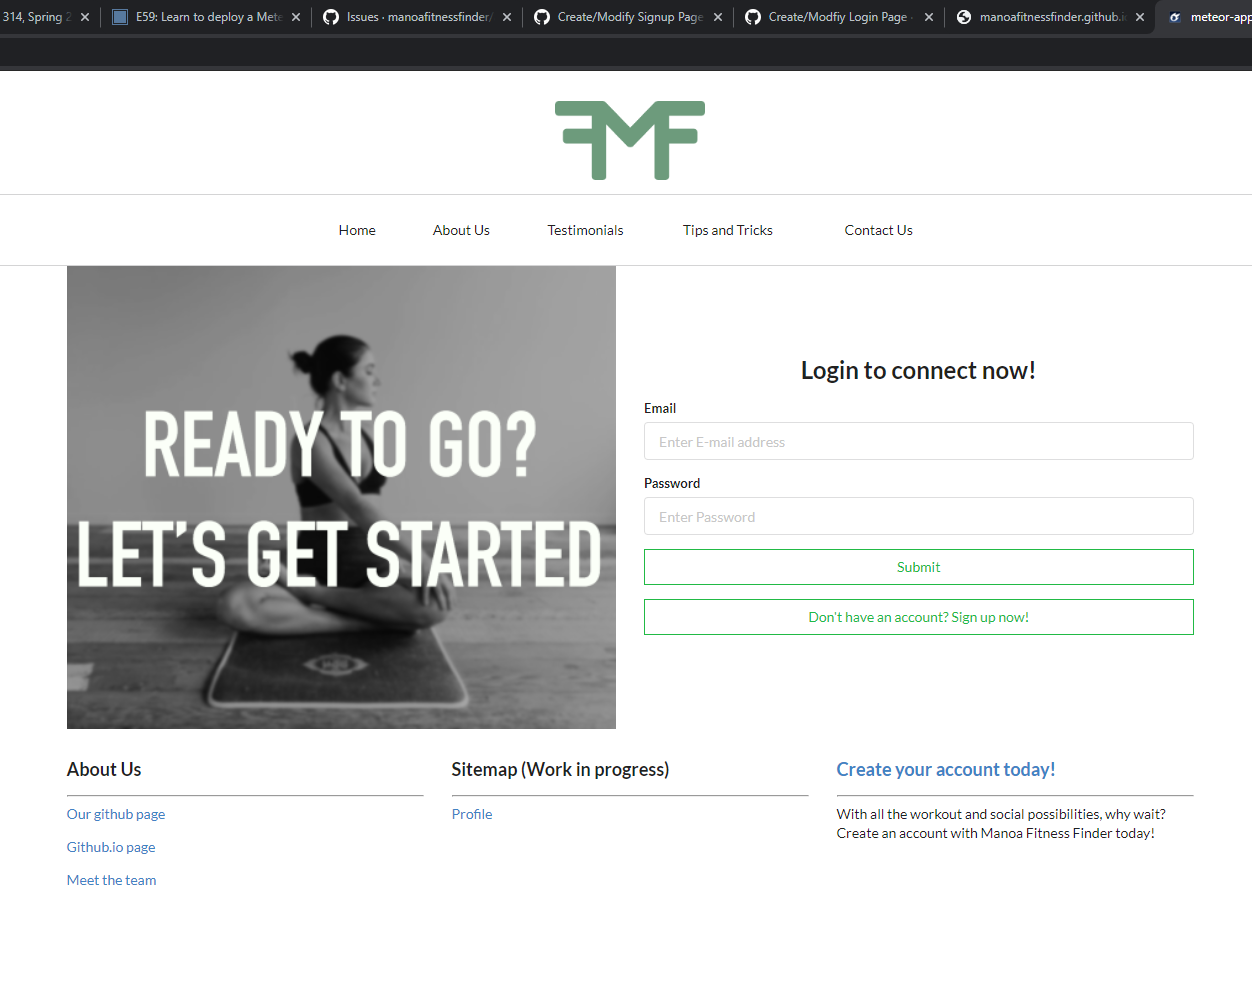 314, Spring 2
E59: Learn to deploy a Mete
Issues · manoafitnessfinder/
Create/Modify Signup Page
Create/Modfiy Login Page ·
manoafitnessfinder.github.i
meteor-app
FMF
Home
About Us
Testimonials
Tips and Tricks
Contact Us
READY TO GO?
LET'S GET STARTED
Login to connect now!
Email
Enter E-mail address
Password
Enter Password
Submit
Don't have an account? Sign up now!
About Us
Our github page
Github.io page
Meet the team
Sitemap (Work in progress)
Profile
Create your account today!
With all the workout and social possibilities, why wait?
Create an account with Manoa Fitness Finder today!